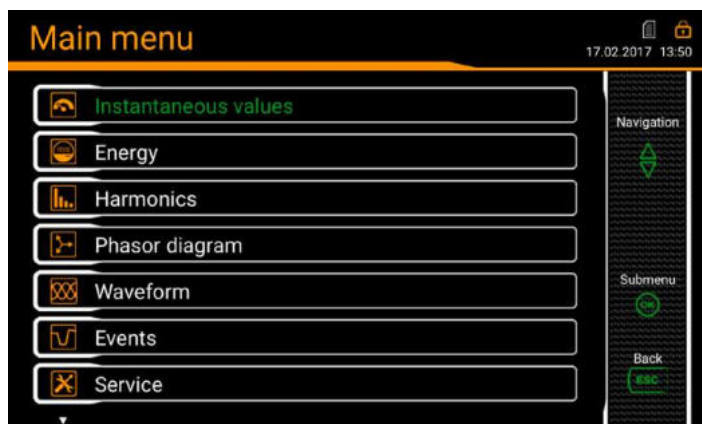 Main menu
17.02.2017 13:50
Instantaneous values
Energy
Harmonics
Phasor diagram
Waveform
Events
Service
Navigation
Submenu
OK
Back
ESC